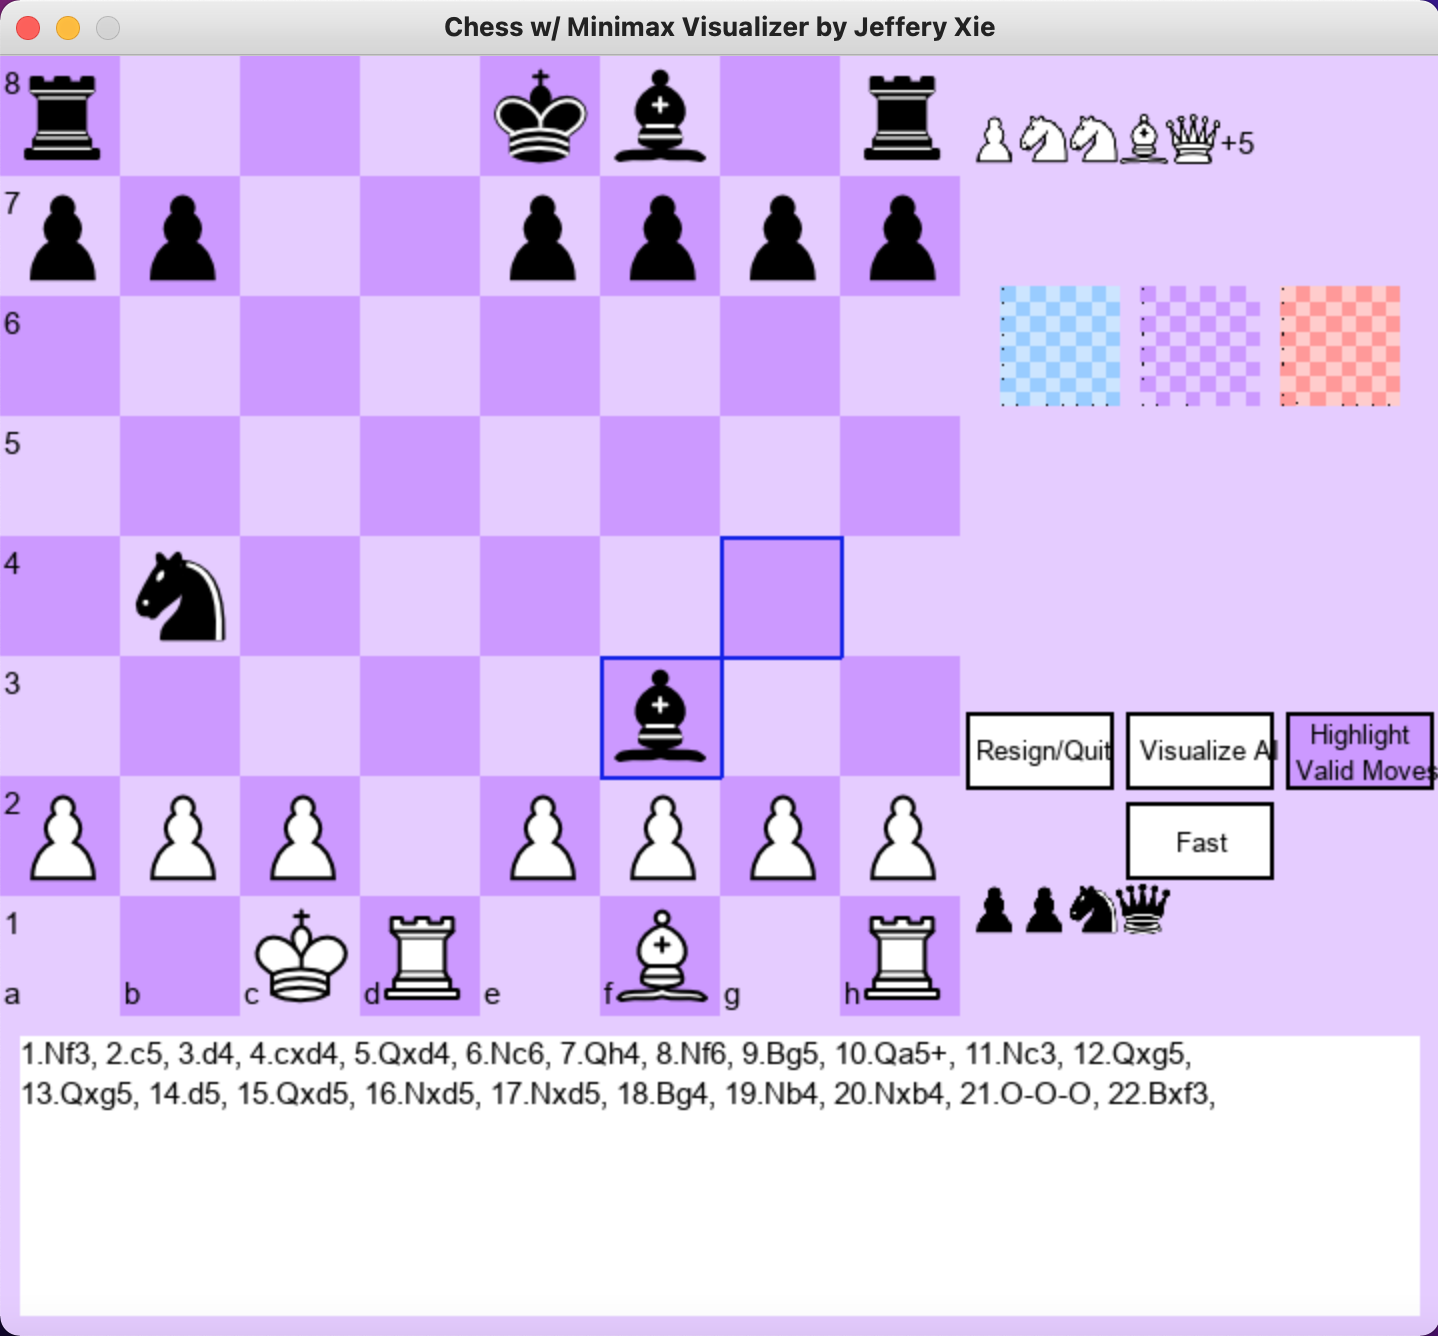 Chess w/ Minimax Visualizer by Jeffery Xie
8
+5
7
6
5
4
3
Resign/Quit
Visualize AI
Highlight
Valid Moves
2
Fast
1
a b c d e f g h
1.Nf3, 2.c5, 3.d4, 4.cxd4, 5.Qxd4, 6.Nc6, 7.Qh4, 8.Nf6, 9.Bg5, 10.Qa5+, 11.Nc3, 12.Qxg5,
13.Qxg5, 14.d5, 15.Qxd5, 16.Nxd5, 17.Nxd5, 18.Bg4, 19.Nb4, 20.Nxb4, 21.O-O-O, 22.Bxf3,